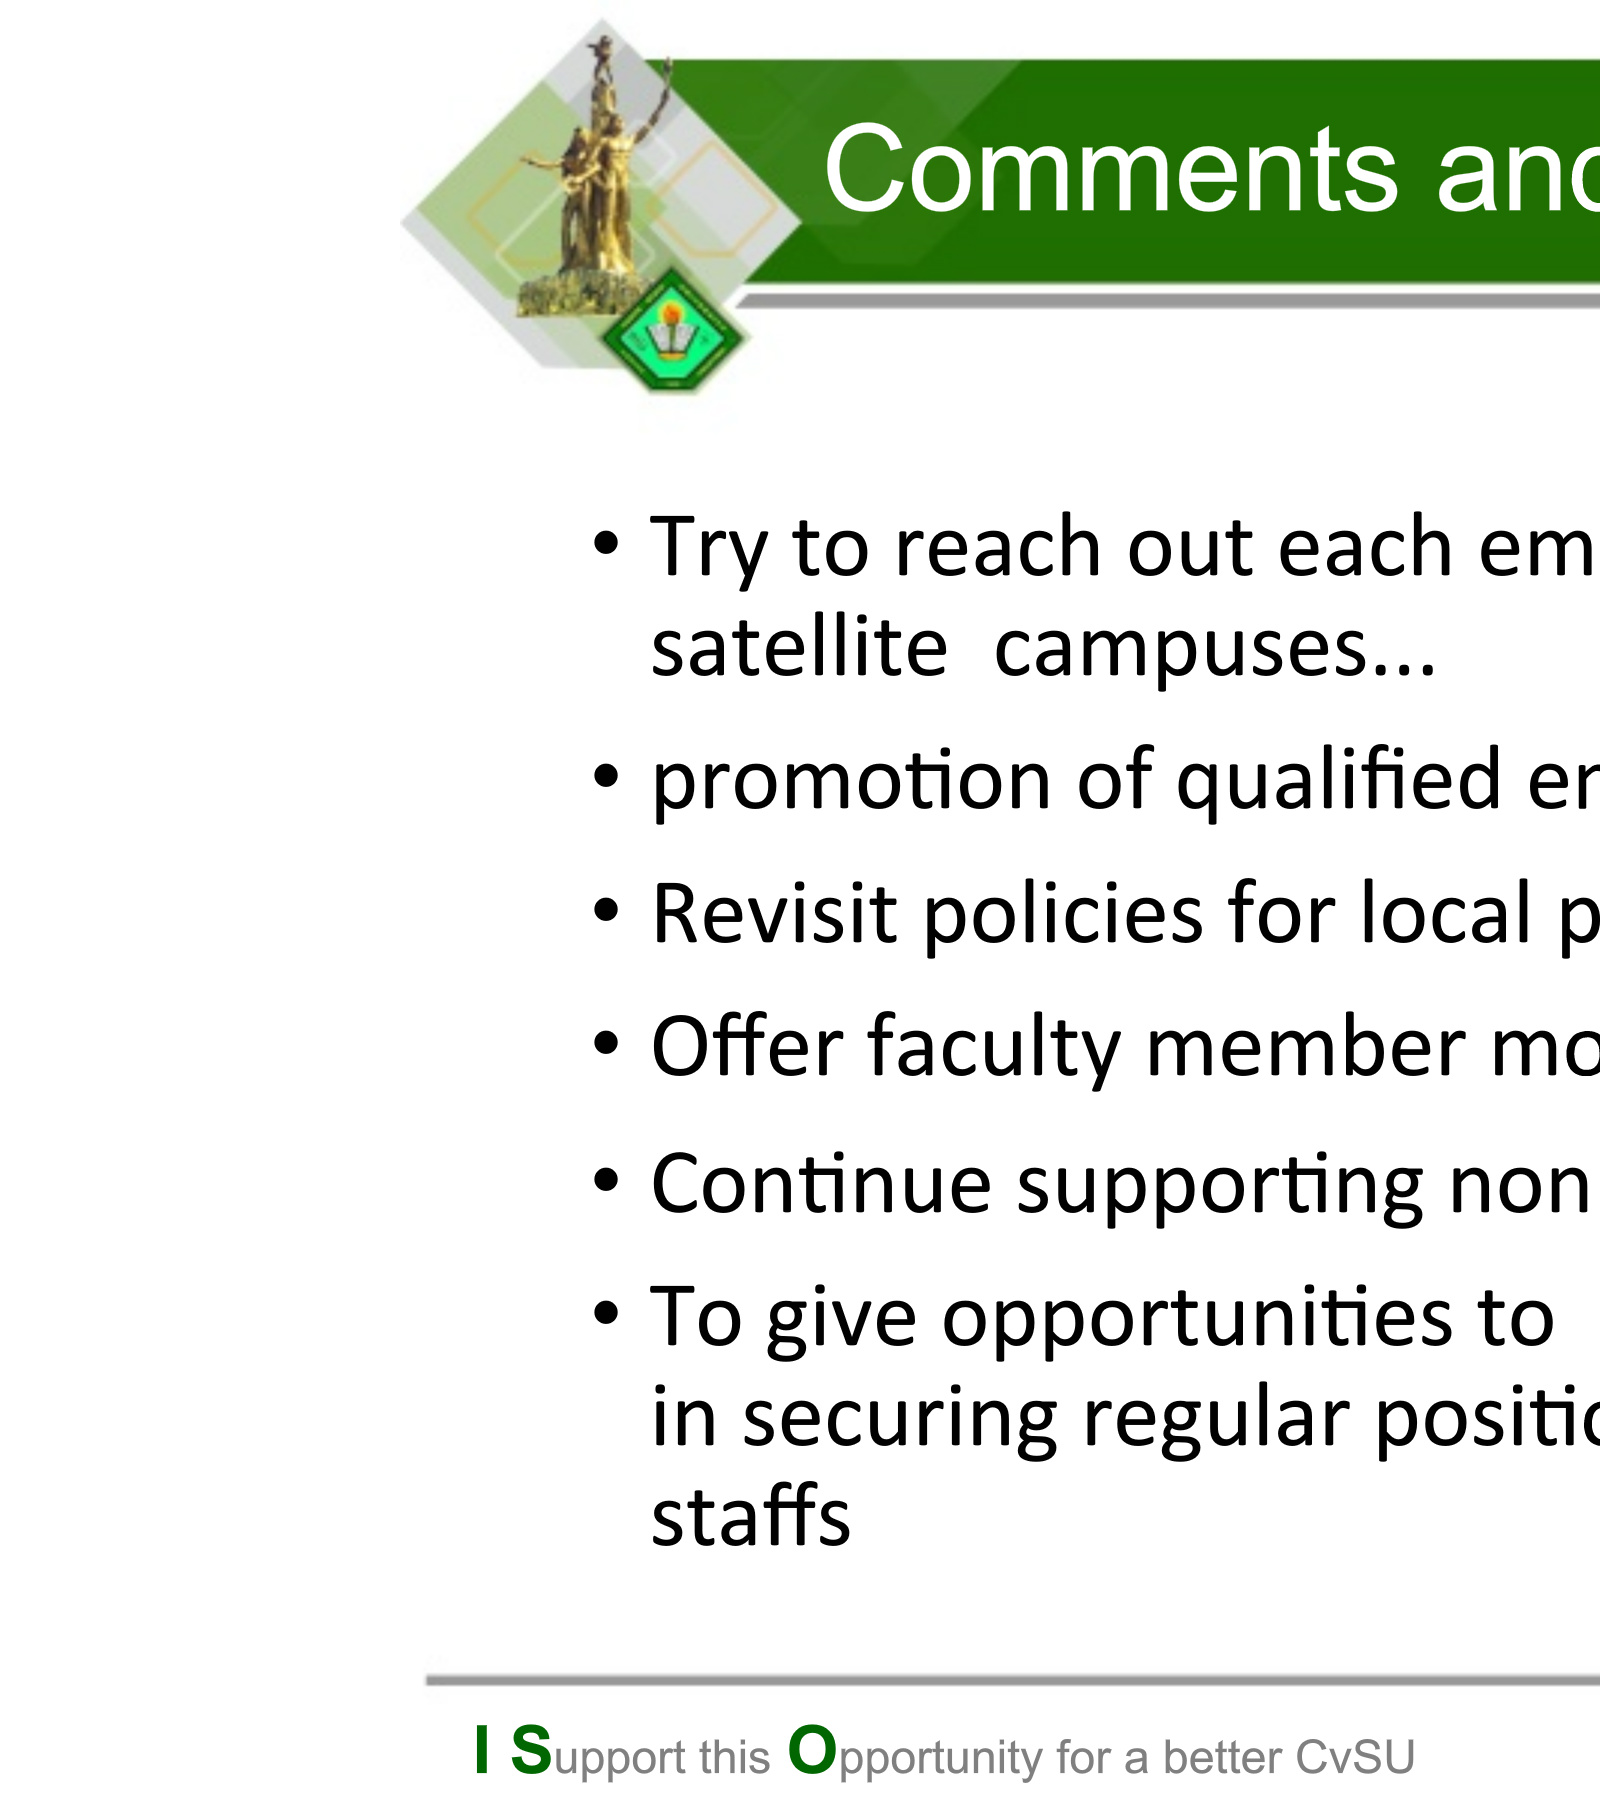 Comments and
• Try to reach out each em
satellite  campuses...
• promotion of qualified
• Revisit policies for local p
• Offer faculty member mo
• Continue supporting non
• To give opportunities to
in securing regular positio
staffs
I Support this Opportunity for a better CvSU